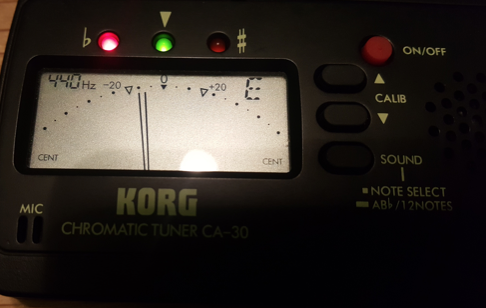 ♭ ▼ ♯
ON/OFF
440Hz -20 0 +20 E
▲
CALIB
▼
CENT CENT
SOUND
KORG
CHROMATIC TUNER CA-30
MIC
■ NOTE SELECT
▬ AB♭/12NOTES